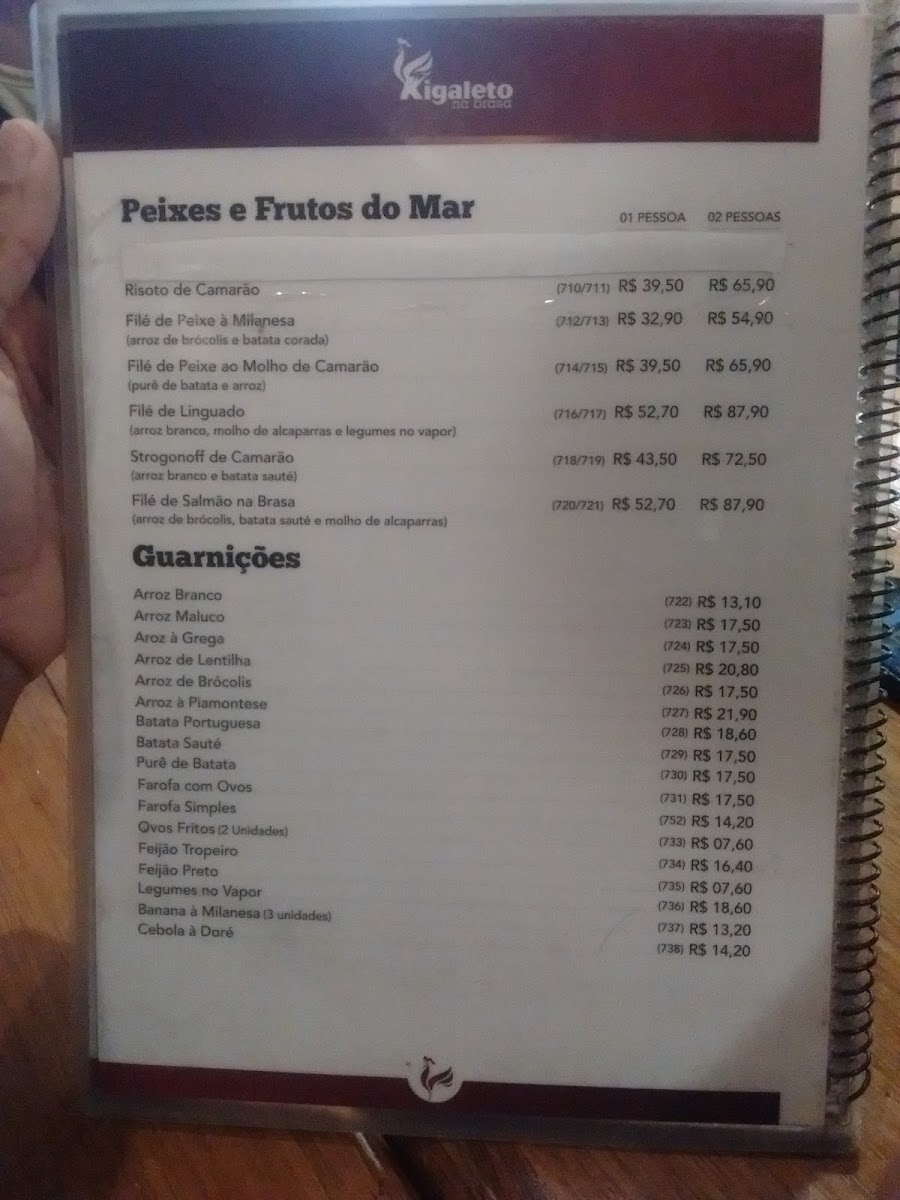 Kigaleto
na brasa
Peixes e Frutos do Mar 01 PESSOA 02 PESSOAS
Risoto de Camarão (710/711) R$ 39,50 R$ 65,90
Filé de Peixe à Milanesa (712/713) R$ 32,90 R$ 54,90
(arroz de brócolis e batata corada)
Filé de Peixe ao Molho de Camarão (714/715) R$ 39,50 R$ 65,90
(purê de batata e arroz)
Filé de Linguado (716/717) R$ 52,70 R$ 87,90
(arroz branco, molho de alcaparras e legumes no vapor)
Strogonoff de Camarão (718/719) R$ 43,50 R$ 72,50
(arroz branco e batata sauté)
Filé de Salmão na Brasa (720/721) R$ 52,70 R$ 87,90
(arroz de brócolis, batata sauté e molho de alcaparras)
Guarnições
Arroz Branco (722) R$ 13,10
Arroz Maluco (723) R$ 17,50
Aroz à Grega (724) R$ 17,50
Arroz de Lentilha (725) R$ 20,80
Arroz de Brócolis (726) R$ 17,50
Arroz à Piamontese (727) R$ 21,90
Batata Portuguesa (728) R$ 18,60
Batata Sauté (729) R$ 17,50
Purê de Batata (730) R$ 17,50
Farofa com Ovos (731) R$ 17,50
Farofa Simples (752) R$ 14,20
Ovos Fritos (2 Unidades) (733) R$ 07,60
Feijão Tropeiro (734) R$ 16,40
Feijão Preto (735) R$ 07,60
Legumes no Vapor (736) R$ 18,60
Banana à Milanesa (3 unidades) (737) R$ 13,20
Cebola à Doré (738) R$ 14,20